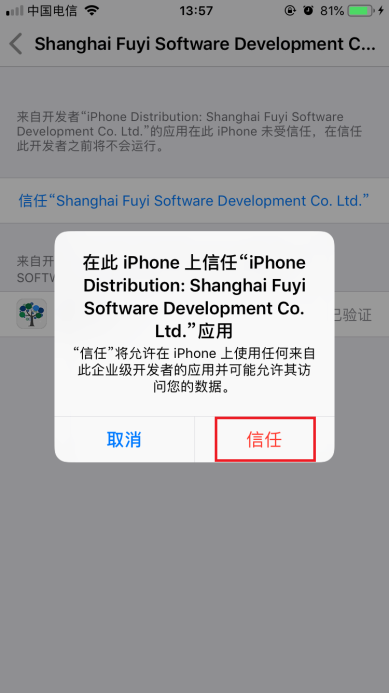 中国电信 13:57 81%
Shanghai Fuyi Software Development C...
来自开发者“iPhone Distribution: Shanghai Fuyi Software
Development Co. Ltd.”的应用在此 iPhone 未受信任，在信任
此开发者之前将不会运行。
信任“Shanghai Fuyi Software Development Co. Ltd.”
来自开
SOFTW
已验证
在此 iPhone 上信任“iPhone
Distribution: Shanghai Fuyi
Software Development Co.
Ltd.”应用
“信任”将允许在 iPhone 上使用任何来自
此企业级开发者的应用并可能允许其访
问您的数据。
取消 信任